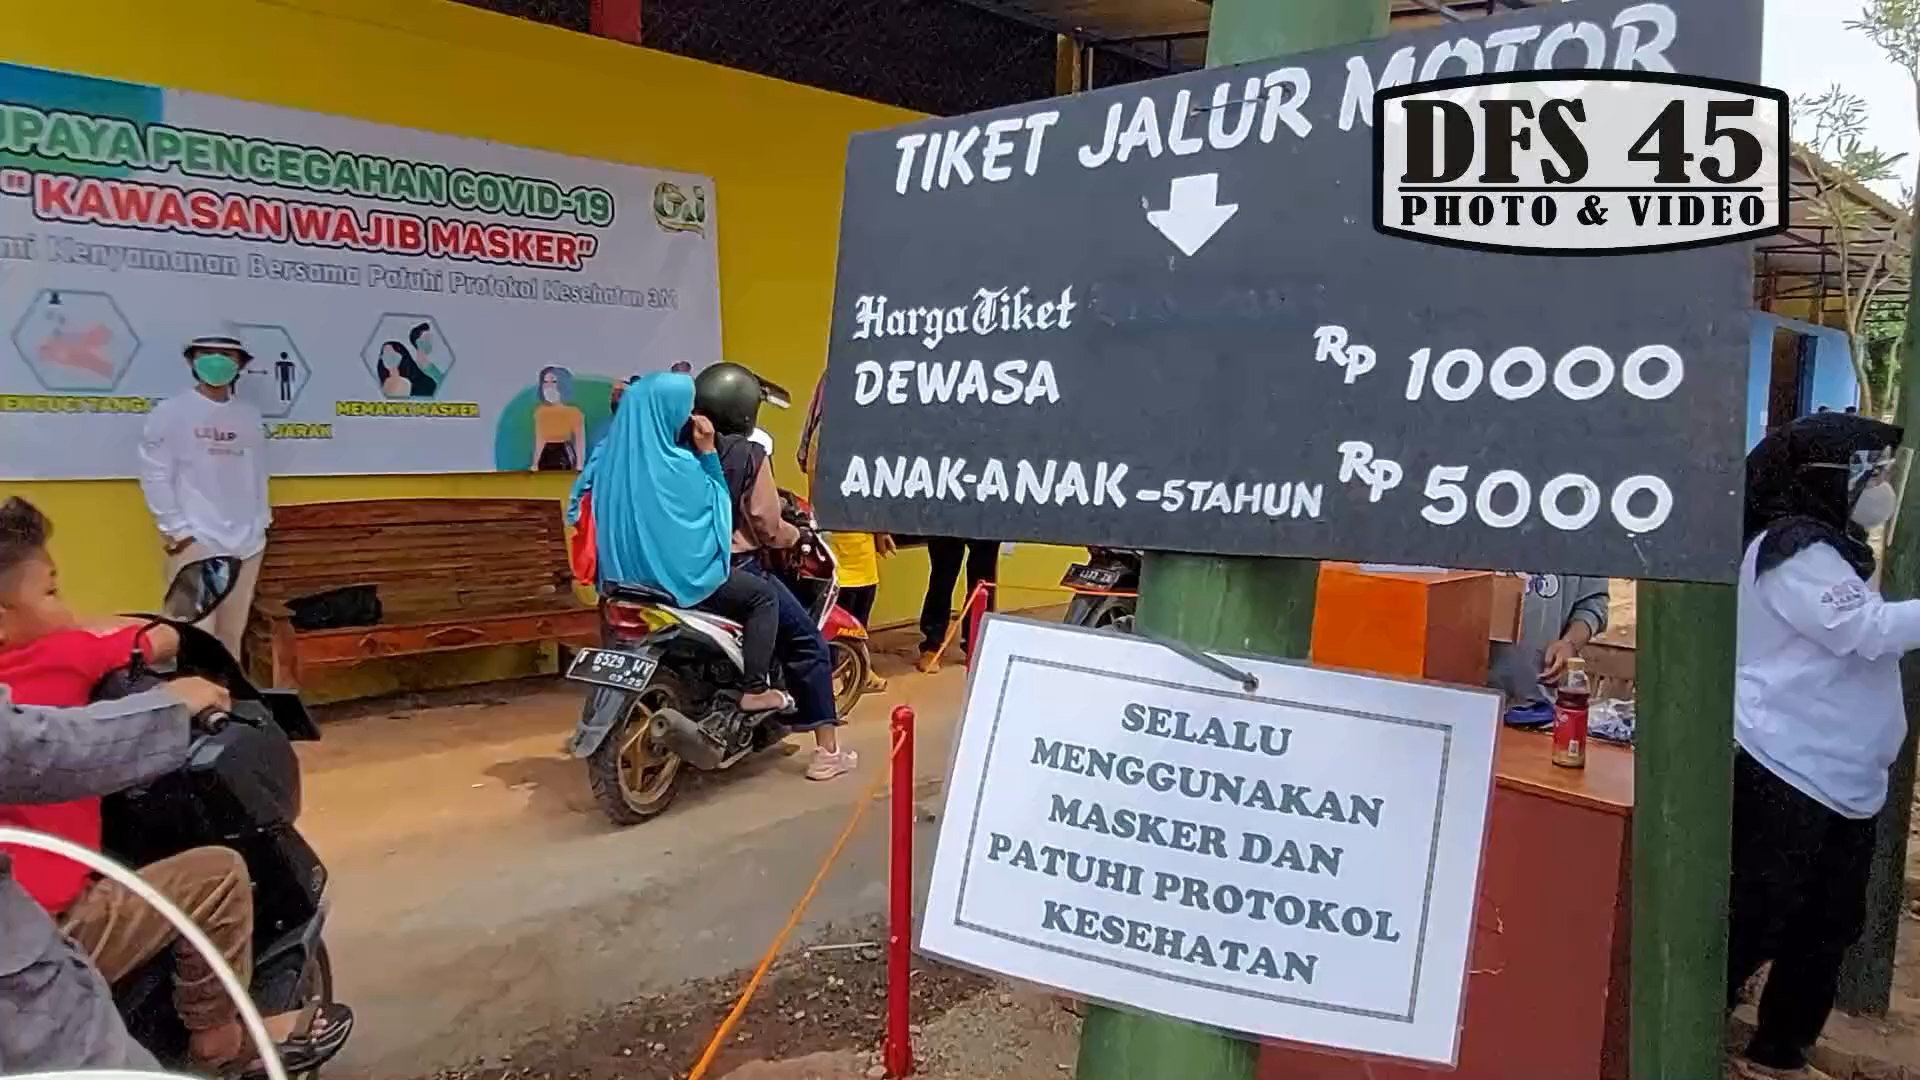 UPAYA PENCEGAHAN COVID-19
" KAWASAN WAJIB MASKER"
Kenyamanan Bersama Patuhi Protokol Kesehatan 3M
JARAK
MEMAKAI MASKER
TIKET JALUR MOTOR
DFS 45
PHOTO & VIDEO
Harga Tiket
DEWASA Rp 10000
ANAK-ANAK -5TAHUN Rp 5000
6529 WY
SELALU
MENGGUNAKAN
MASKER DAN
PATUHI PROTOKOL
KESEHATAN